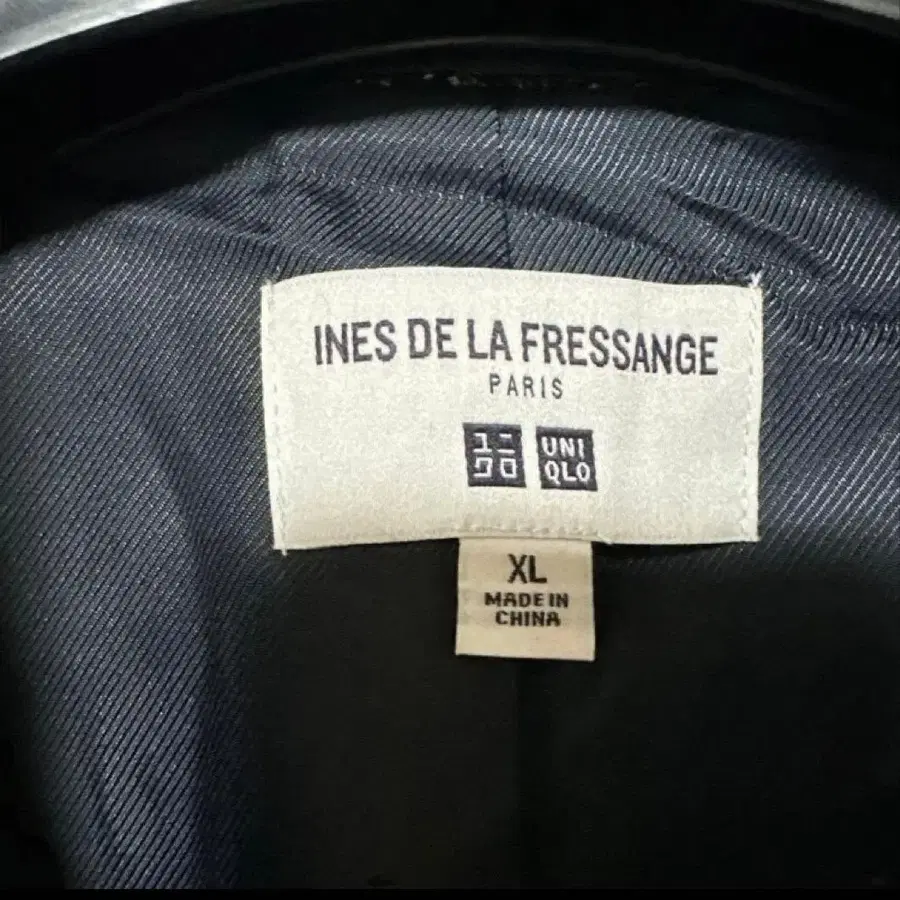 INES DE LA FRESSANGE
PARIS
ユニ
クロ
UNI
QLO
XL
MADE IN
CHINA